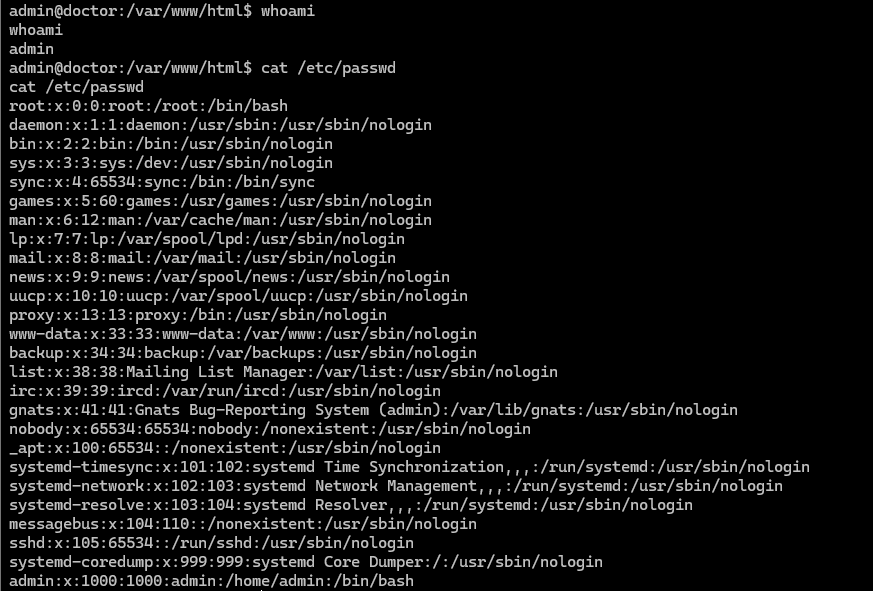 admin@doctor:/var/www/html$ whoami
whoami
admin
admin@doctor:/var/www/html$ cat /etc/passwd
cat /etc/passwd
root:x:0:0:root:/root:/bin/bash
daemon:x:1:1:daemon:/usr/sbin:/usr/sbin/nologin
bin:x:2:2:bin:/bin:/usr/sbin/nologin
sys:x:3:3:sys:/dev:/usr/sbin/nologin
sync:x:4:65534:sync:/bin:/bin/sync
games:x:5:60:games:/usr/games:/usr/sbin/nologin
man:x:6:12:man:/var/cache/man:/usr/sbin/nologin
lp:x:7:7:lp:/var/spool/lpd:/usr/sbin/nologin
mail:x:8:8:mail:/var/mail:/usr/sbin/nologin
news:x:9:9:news:/var/spool/news:/usr/sbin/nologin
uucp:x:10:10:uucp:/var/spool/uucp:/usr/sbin/nologin
proxy:x:13:13:proxy:/bin:/usr/sbin/nologin
www-data:x:33:33:www-data:/var/www:/usr/sbin/nologin
backup:x:34:34:backup:/var/backups:/usr/sbin/nologin
list:x:38:38:Mailing List Manager:/var/list:/usr/sbin/nologin
irc:x:39:39:ircd:/var/run/ircd:/usr/sbin/nologin
gnats:x:41:41:Gnats Bug-Reporting System (admin):/var/lib/gnats:/usr/sbin/nologin
nobody:x:65534:65534:nobody:/nonexistent:/usr/sbin/nologin
_apt:x:100:65534::/nonexistent:/usr/sbin/nologin
systemd-timesync:x:101:102:systemd Time Synchronization,,,:/run/systemd:/usr/sbin/nologin
systemd-network:x:102:103:systemd Network Management,,,:/run/systemd:/usr/sbin/nologin
systemd-resolve:x:103:104:systemd Resolver,,,:/run/systemd:/usr/sbin/nologin
messagebus:x:104:110::/nonexistent:/usr/sbin/nologin
sshd:x:105:65534::/run/sshd:/usr/sbin/nologin
systemd-coredump:x:999:999:systemd Core Dumper:/:/usr/sbin/nologin
admin:x:1000:1000:admin:/home/admin:/bin/bash